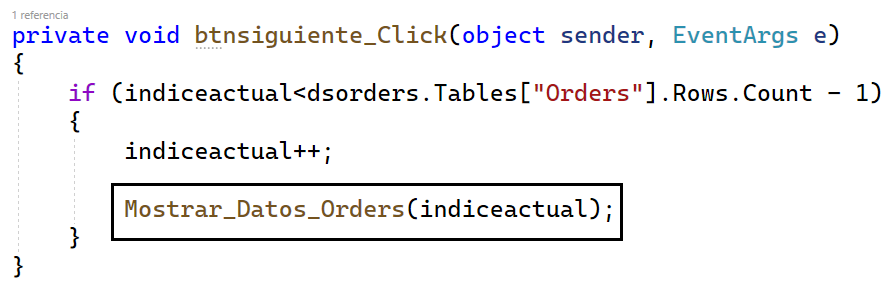 1 referencia
private void btnsiguiente_Click(object sender, EventArgs e)
{
if (indiceactual<dsorders.Tables["Orders"].Rows.Count - 1)
{
indiceactual++;
Mostrar_Datos_Orders(indiceactual);
}
}